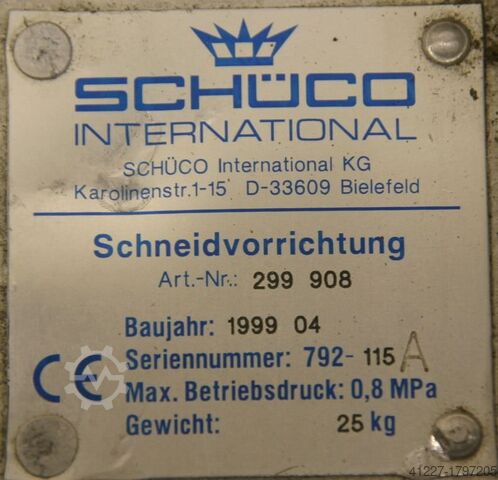 SCHÜCO
INTERNATIONAL
SCHÜCO International KG
Karolinenstr.1-15 D-33609 Bielefeld
Schneidvorrichtung
Art.-Nr.: 299 908
Baujahr: 1999 04
Seriennummer: 792- 115 A
CE Max. Betriebsdruck: 0,8 MPa
Gewicht: 25 kg
41227-1797205